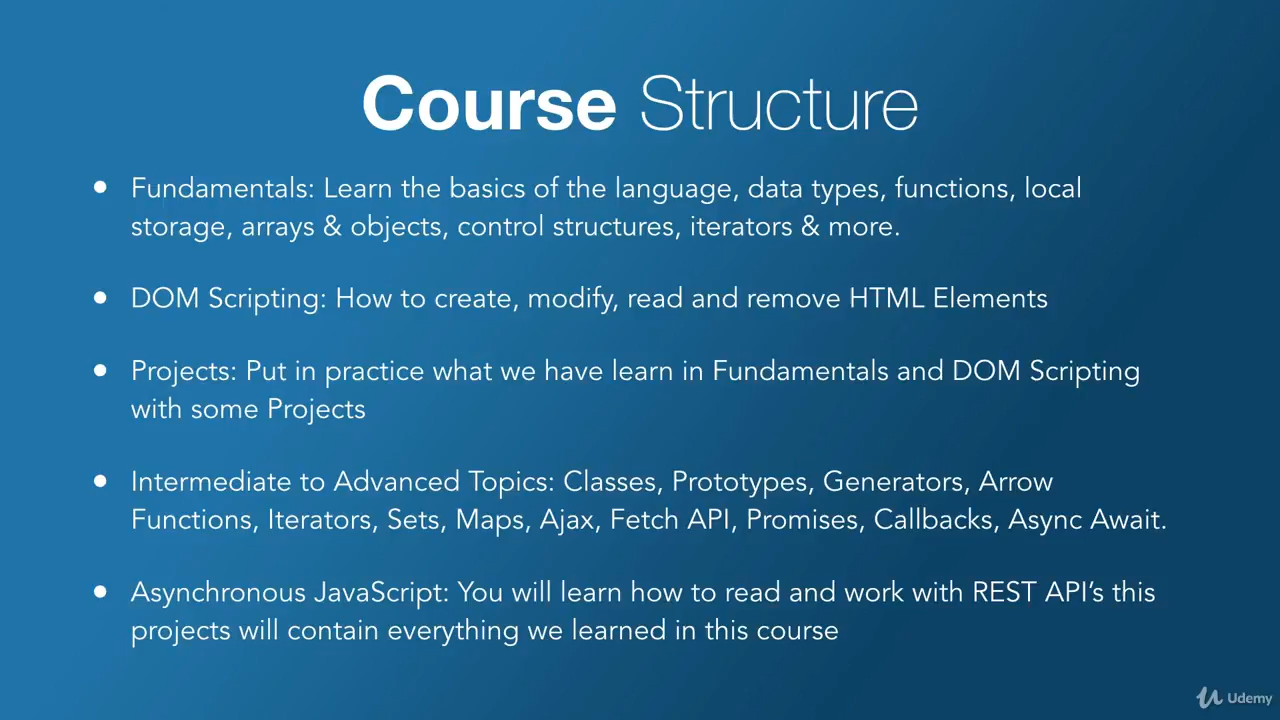 Course Structure
• Fundamentals: Learn the basics of the language, data types, functions, local
storage, arrays & objects, control structures, iterators & more.
• DOM Scripting: How to create, modify, read and remove HTML Elements
• Projects: Put in practice what we have learn in Fundamentals and DOM Scripting
with some Projects
• Intermediate to Advanced Topics: Classes, Prototypes, Generators, Arrow
Functions, Iterators, Sets, Maps, Ajax, Fetch API, Promises, Callbacks, Async Await.
• Asynchronous JavaScript: You will learn how to read and work with REST API’s this
projects will contain everything we learned in this course
Udemy